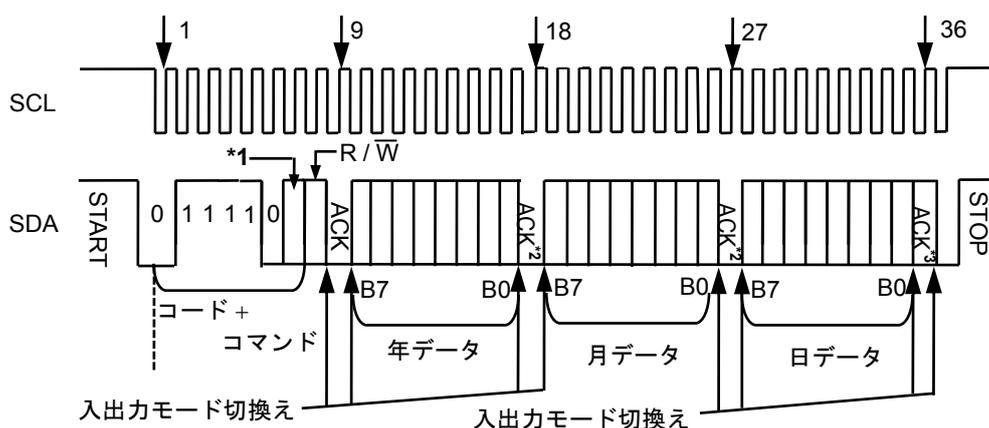 1 9 18 27 36
SCL
*1 R / W
SDA
START 0 1 1 1 1 0 ACK ACK*2 ACK*2 ACK*3 STOP
B7 B0 B7 B0 B7 B0
コード +
コマンド
年データ 月データ 日データ
入出力モード切換え 入出力モード切換え